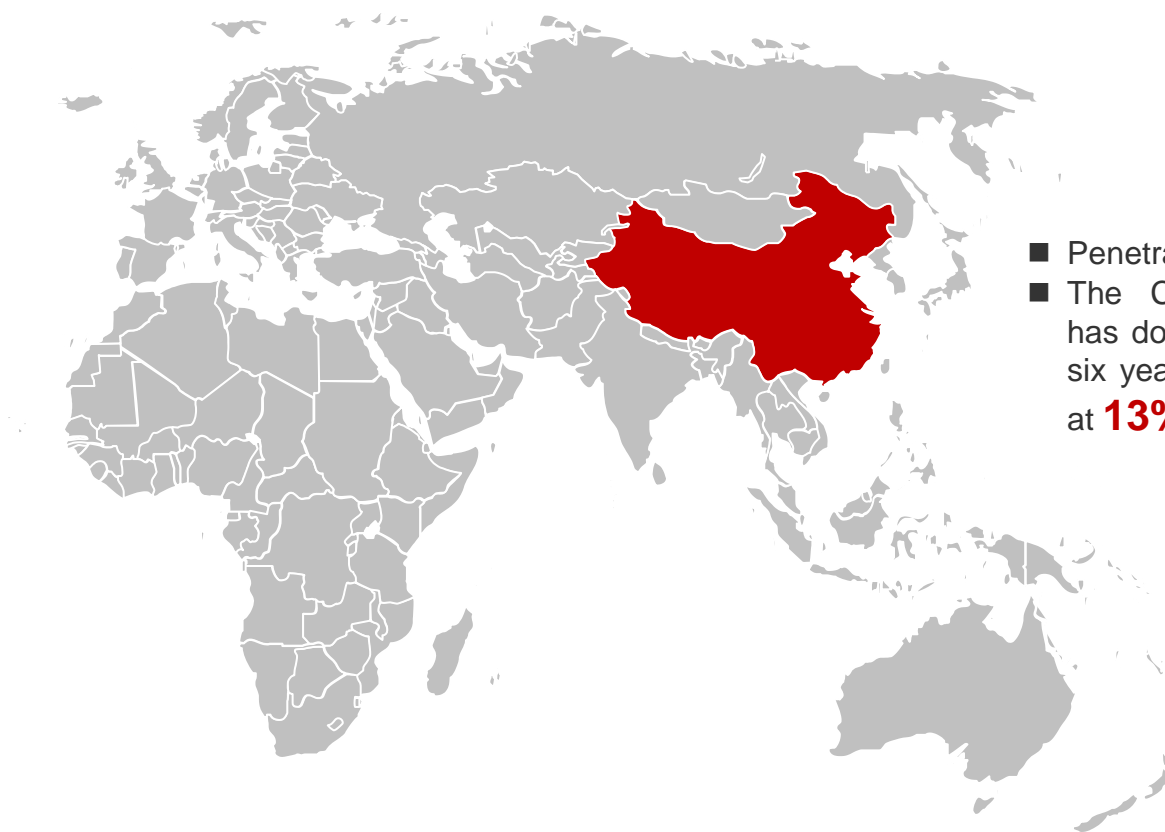 ■ Penetra
■ The C
has do
six yea
at 13%